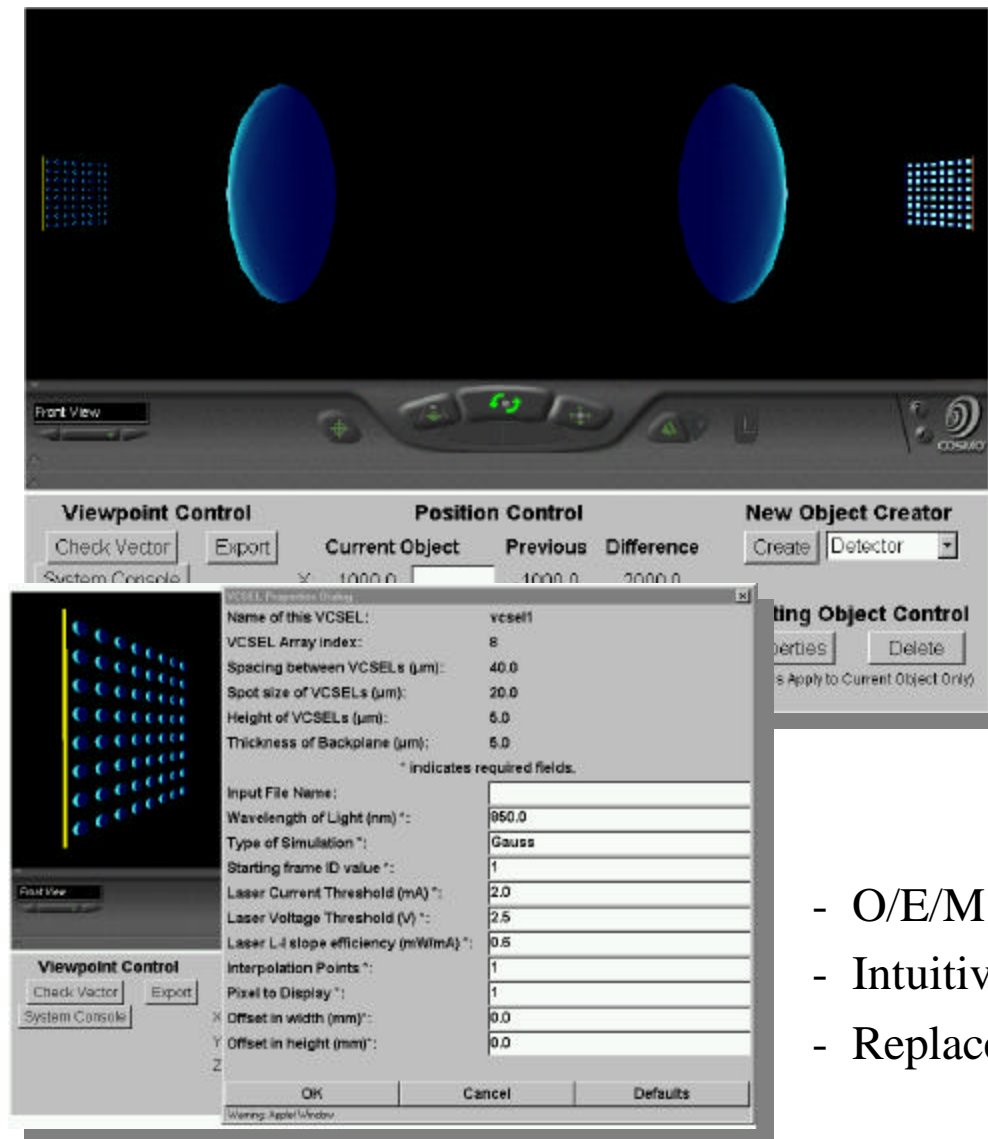 Front View
COSMO
Viewpoint Control
Position Control
New Object Creator
Check Vector
Export
Current Object
Previous
Difference
Create
Detector
System Console
X: 1000.0
-1000.0
2000.0
ting Object Control
perties
Delete
s Apply to Current Object Only)
VCSEL Properties Dialog
Name of this VCSEL: vcsel1
VCSEL Array index: 8
Spacing between VCSELs (µm): 40.0
Spot size of VCSELs (µm): 20.0
Height of VCSELs (µm): 5.0
Thickness of Backplane (µm): 5.0
* indicates required fields.
Input File Name:
Wavelength of Light (nm) *: 850.0
Type of Simulation *: Gauss
Starting frame ID value *: 1
Laser Current Threshold (mA) *: 2.0
Laser Voltage Threshold (V) *: 2.5
Laser L-I slope efficiency (mW/mA) *: 0.5
Interpolation Points *: 1
Pixel to Display *: 1
Offset in width (mm)*: 0.0
Offset in height (mm)*: 0.0
OK
Cancel
Defaults
Warning: Applet Window
Front View
Viewpoint Control
Check Vector
Export
System Console
X
Y
Z
- O/E/M
- Intuitiv
- Replac